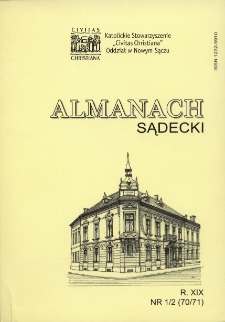 CIVITAS
CHRISTIANA
Katolickie Stowarzyszenie
„Civitas Christiana”
Oddział w Nowym Sączu
ISSN 1232-5910
ALMANACH
SĄDECKI
R. XIX
NR 1/2 (70/71)